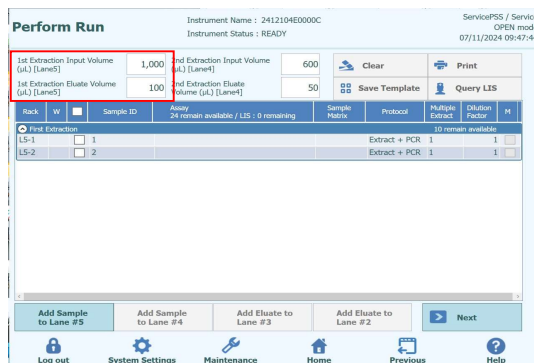 Perform Run
Instrument Name : 2412104E0000C
Instrument Status : READY
ServicePSS / Servic
OPEN mod
07/11/2024 09:47:4
1st Extraction Input Volume (µL) [Lane5]
1,000
2nd Extraction Input Volume (µL) [Lane4]
600
Clear
Print
1st Extraction Eluate Volume (µL) [Lane5]
100
2nd Extraction Eluate Volume (µL) [Lane4]
50
Save Template
Query LIS
Rack W Sample ID Assay 24 remain available / LIS : 0 remaining Sample Matrix Protocol Multiple Extract Dilution Factor M
First Extraction 10 remain available
L5-1 1 Extract + PCR 1 1
L5-2 2 Extract + PCR 1 1
Add Sample to Lane #5
Add Sample to Lane #4
Add Eluate to Lane #3
Add Eluate to Lane #2
Next
Log out
System Settings
Maintenance
Home
Previous
Help